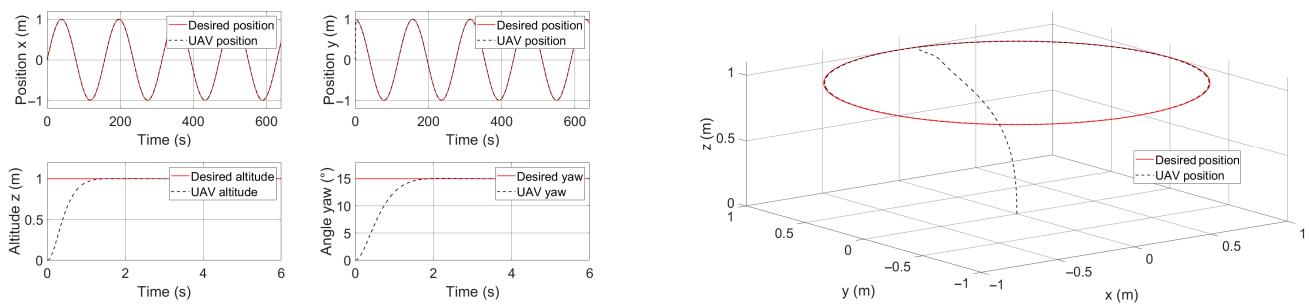 Position x (m)
1
0
−1
0
200
400
600
Time (s)
Desired position
UAV position
Position y (m)
1
0
−1
0
200
400
600
Time (s)
Desired position
UAV position
Altitude z (m)
1
0.5
0
0
2
4
6
Time (s)
Desired altitude
UAV altitude
Angle yaw (°)
15
10
5
0
0
2
4
6
Time (s)
Desired yaw
UAV yaw
z (m)
1
0.5
0
1
0.5
0
−0.5
−1
y (m)
−1
−0.5
0
0.5
1
x (m)
Desired position
UAV position